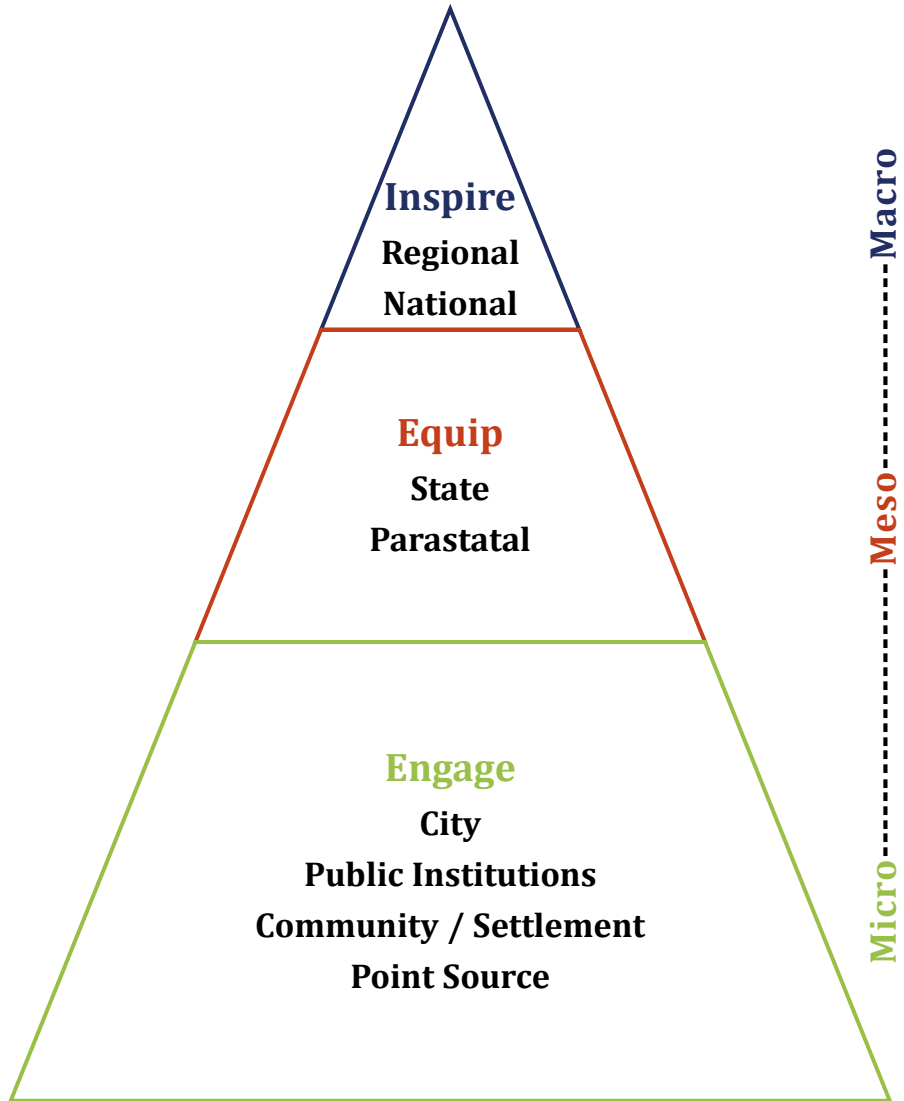 Inspire
Regional
National
Equip
State
Parastatal
Engage
City
Public Institutions
Community / Settlement
Point Source
Macro
Meso
Micro